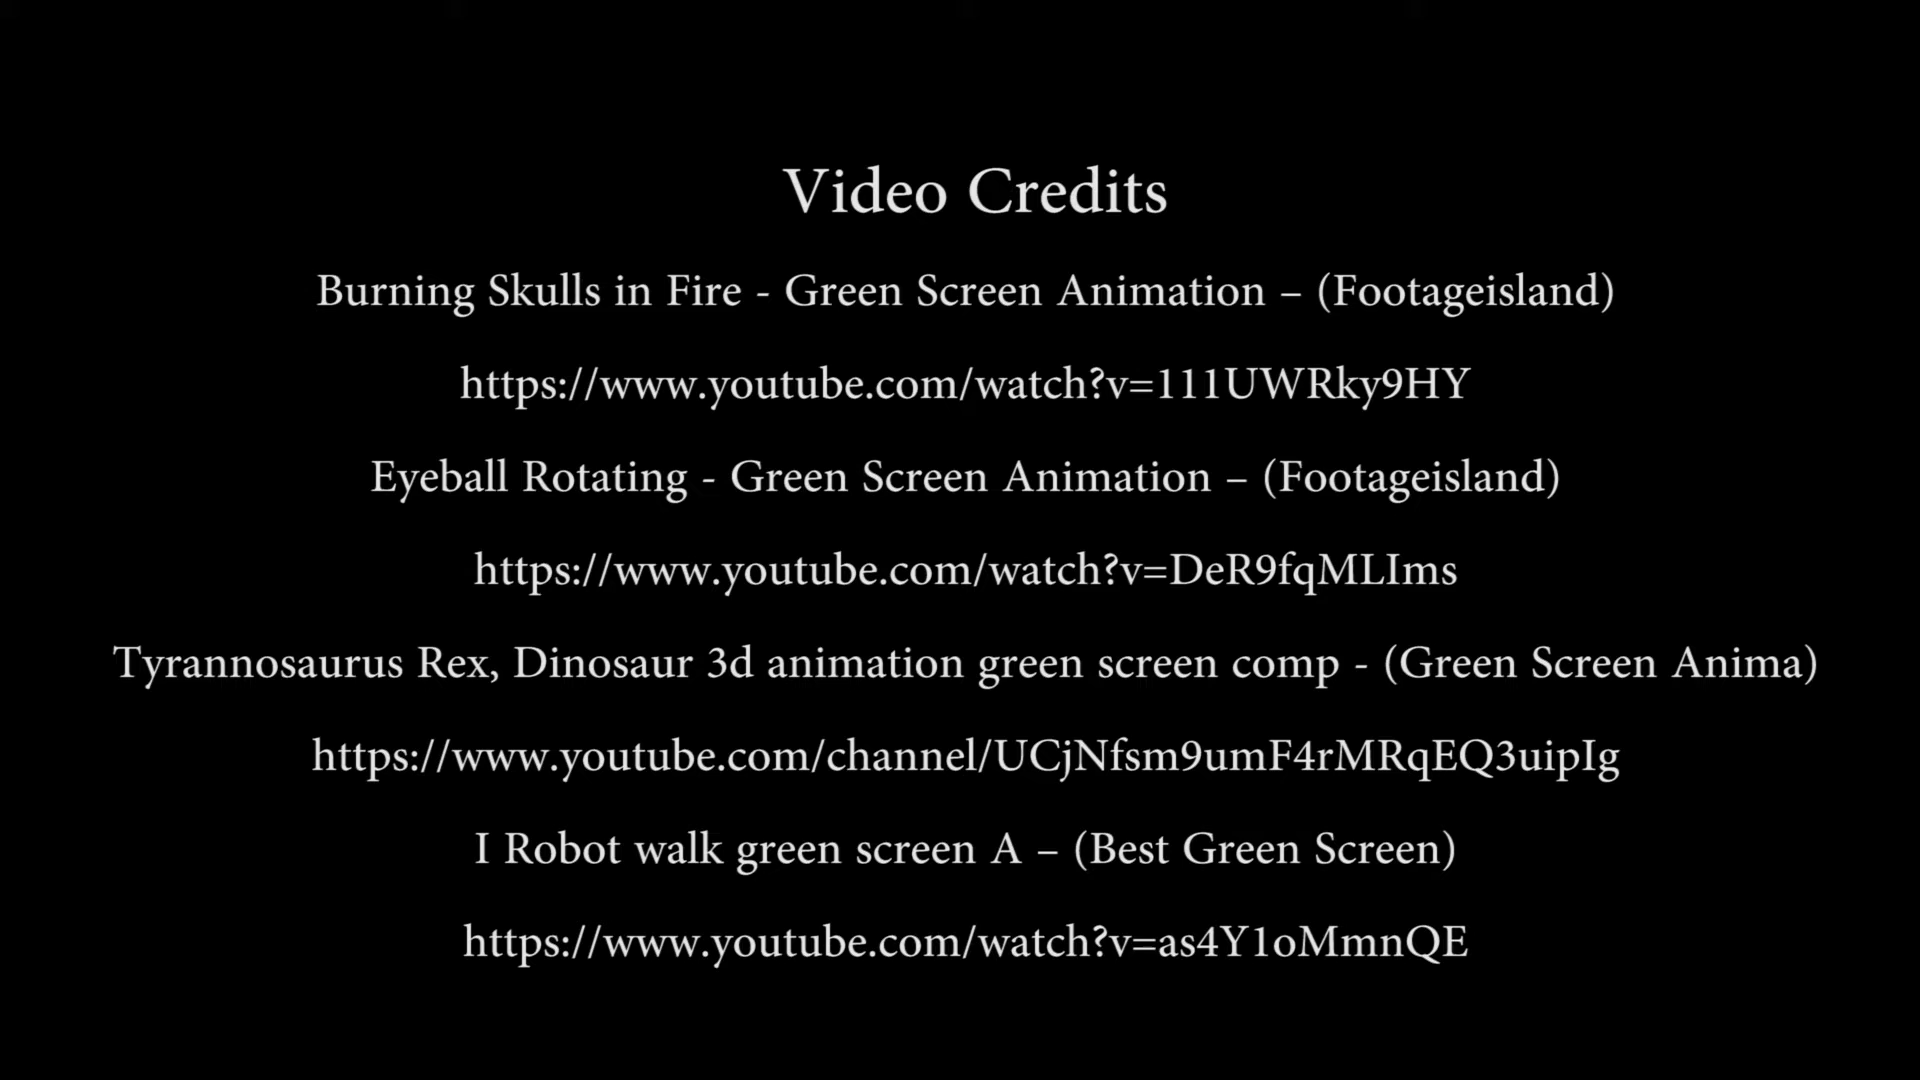 Video Credits
Burning Skulls in Fire - Green Screen Animation – (Footageisland)
https://www.youtube.com/watch?v=111UWRky9HY
Eyeball Rotating - Green Screen Animation – (Footageisland)
https://www.youtube.com/watch?v=DeR9fqMLIms
Tyrannosaurus Rex, Dinosaur 3d animation green screen comp - (Green Screen Anima)
https://www.youtube.com/channel/UCjNfsm9umF4rMRqEQ3uipIg
I Robot walk green screen A – (Best Green Screen)
https://www.youtube.com/watch?v=as4Y1oMmnQE